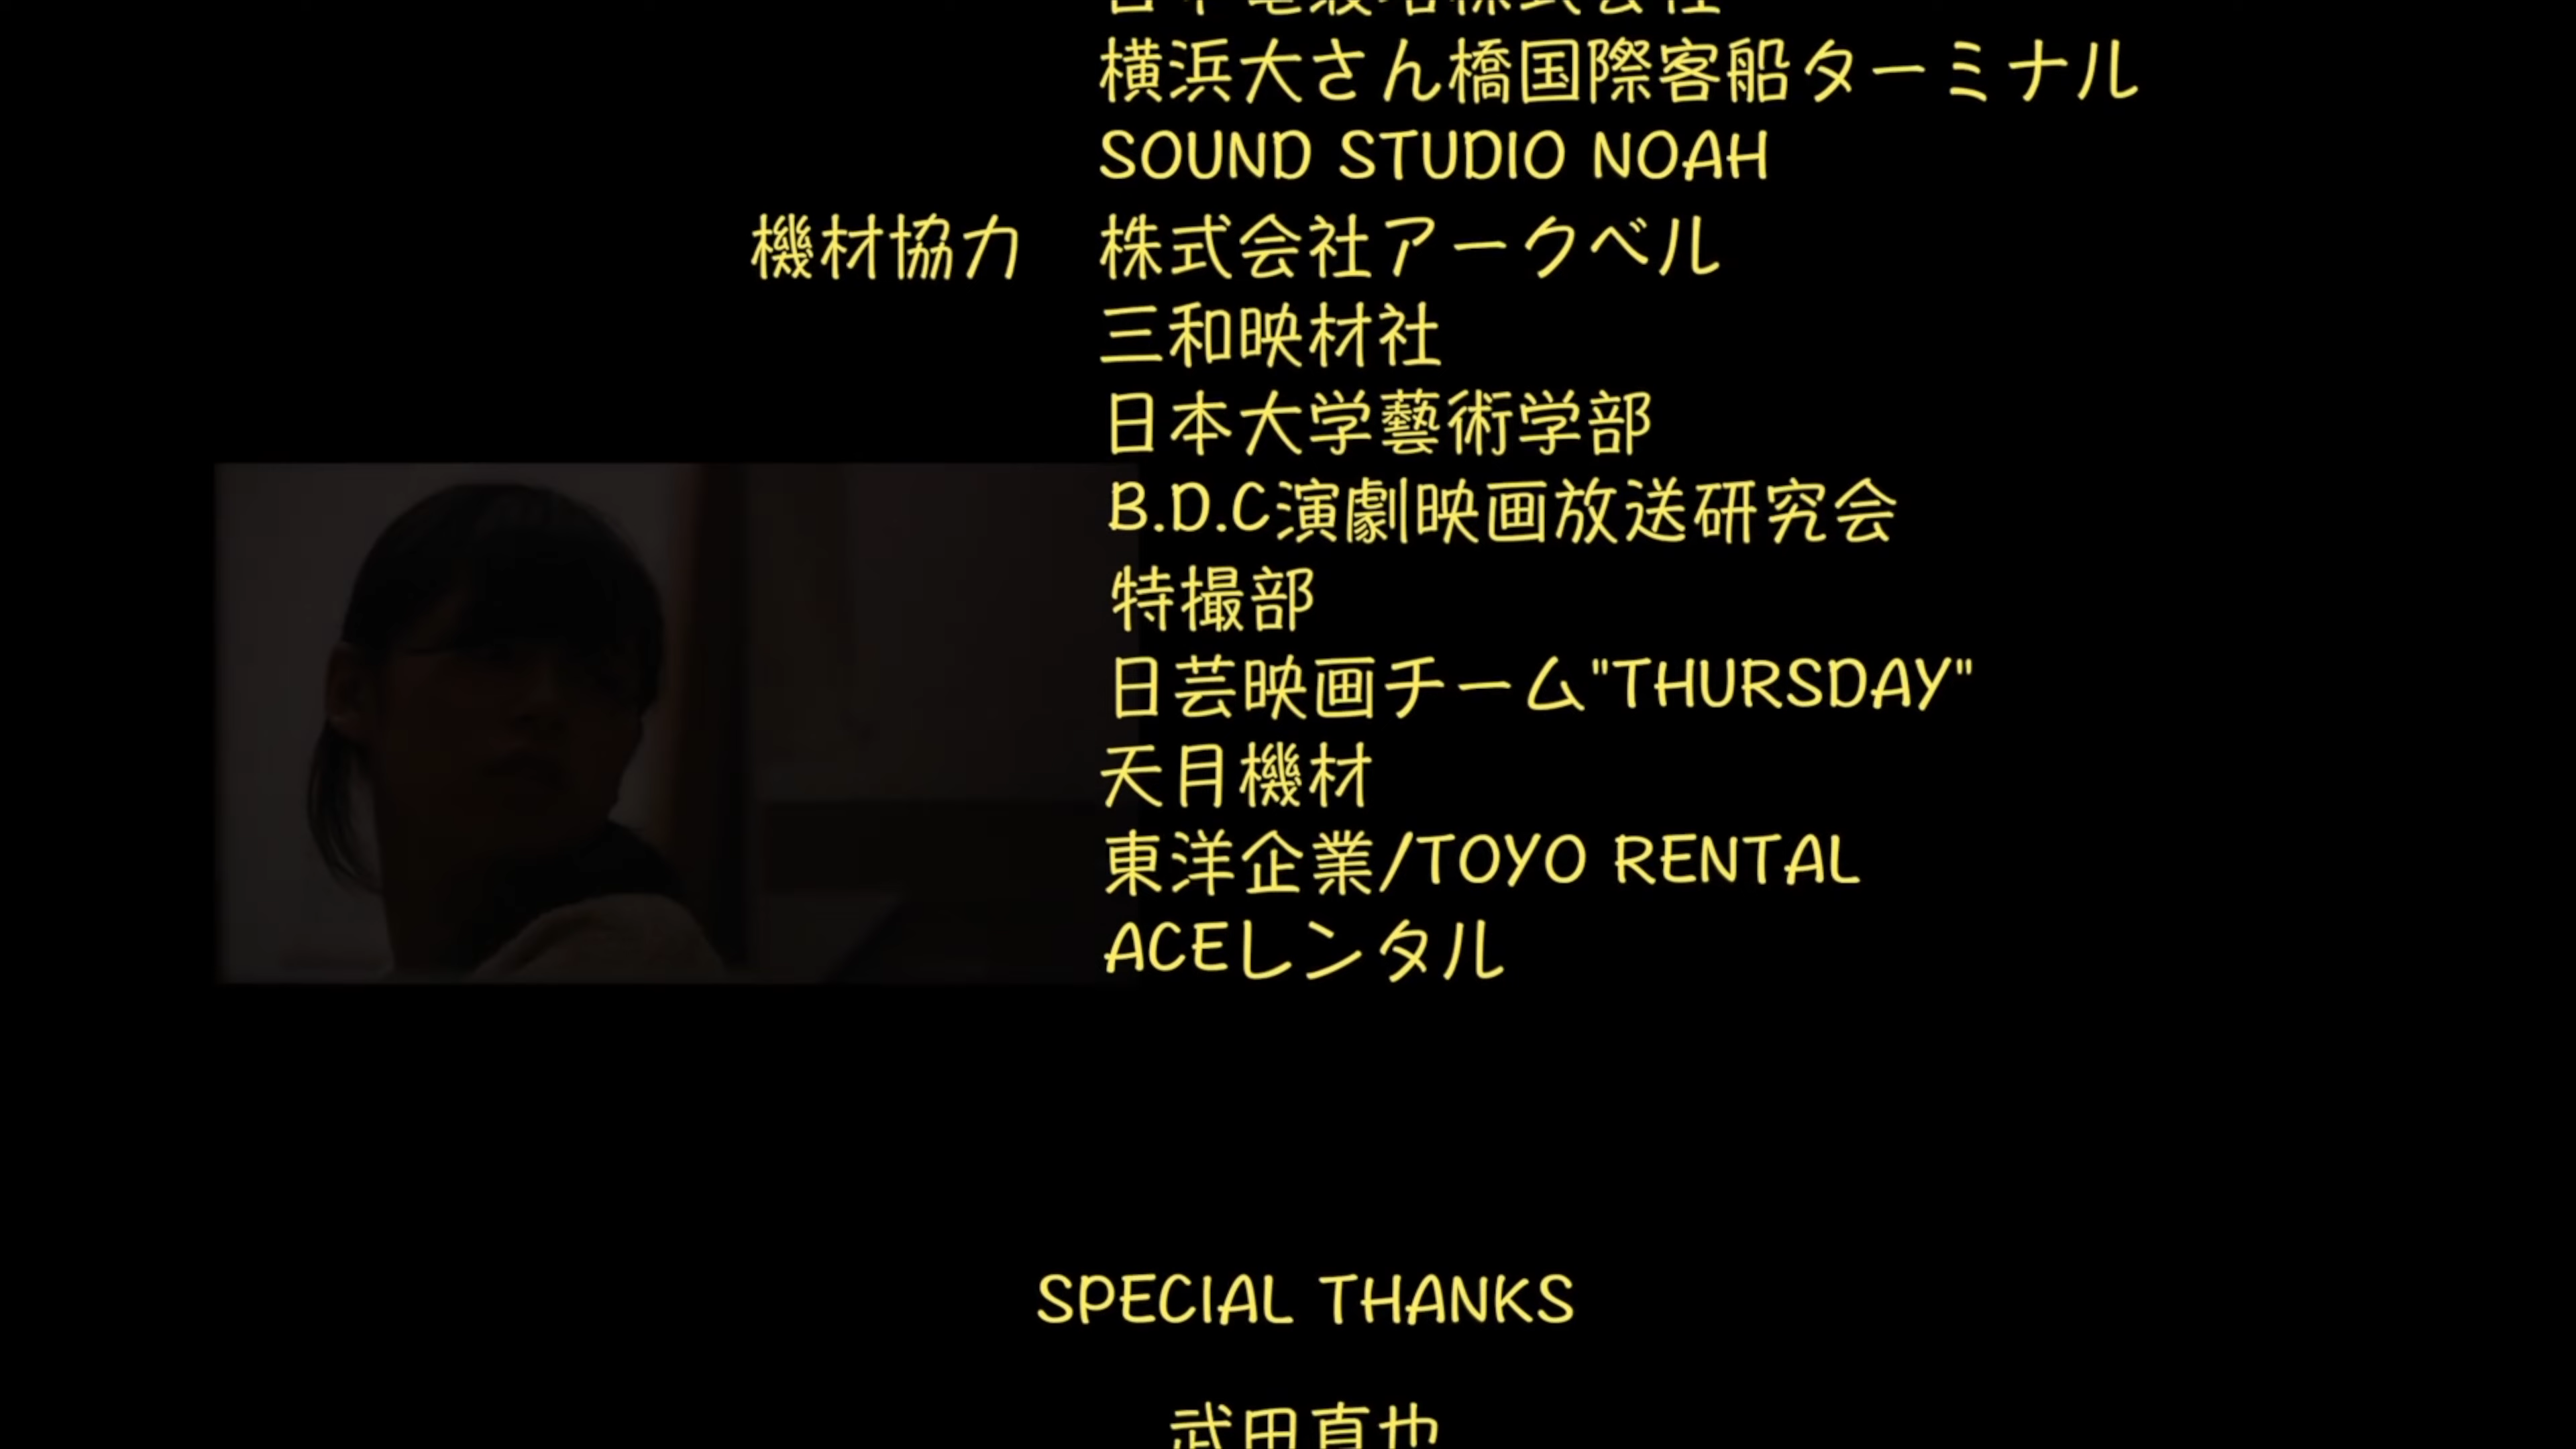 横浜大さん橋国際客船ターミナル
SOUND STUDIO NOAH
機材協力 株式会社アークベル
三和映材社
日本大学藝術学部
B.D.C演劇映画放送研究会
特撮部
日芸映画チーム"THURSDAY"
天月機材
東洋企業/TOYO RENTAL
ACEレンタル
SPECIAL THANKS
武田直也